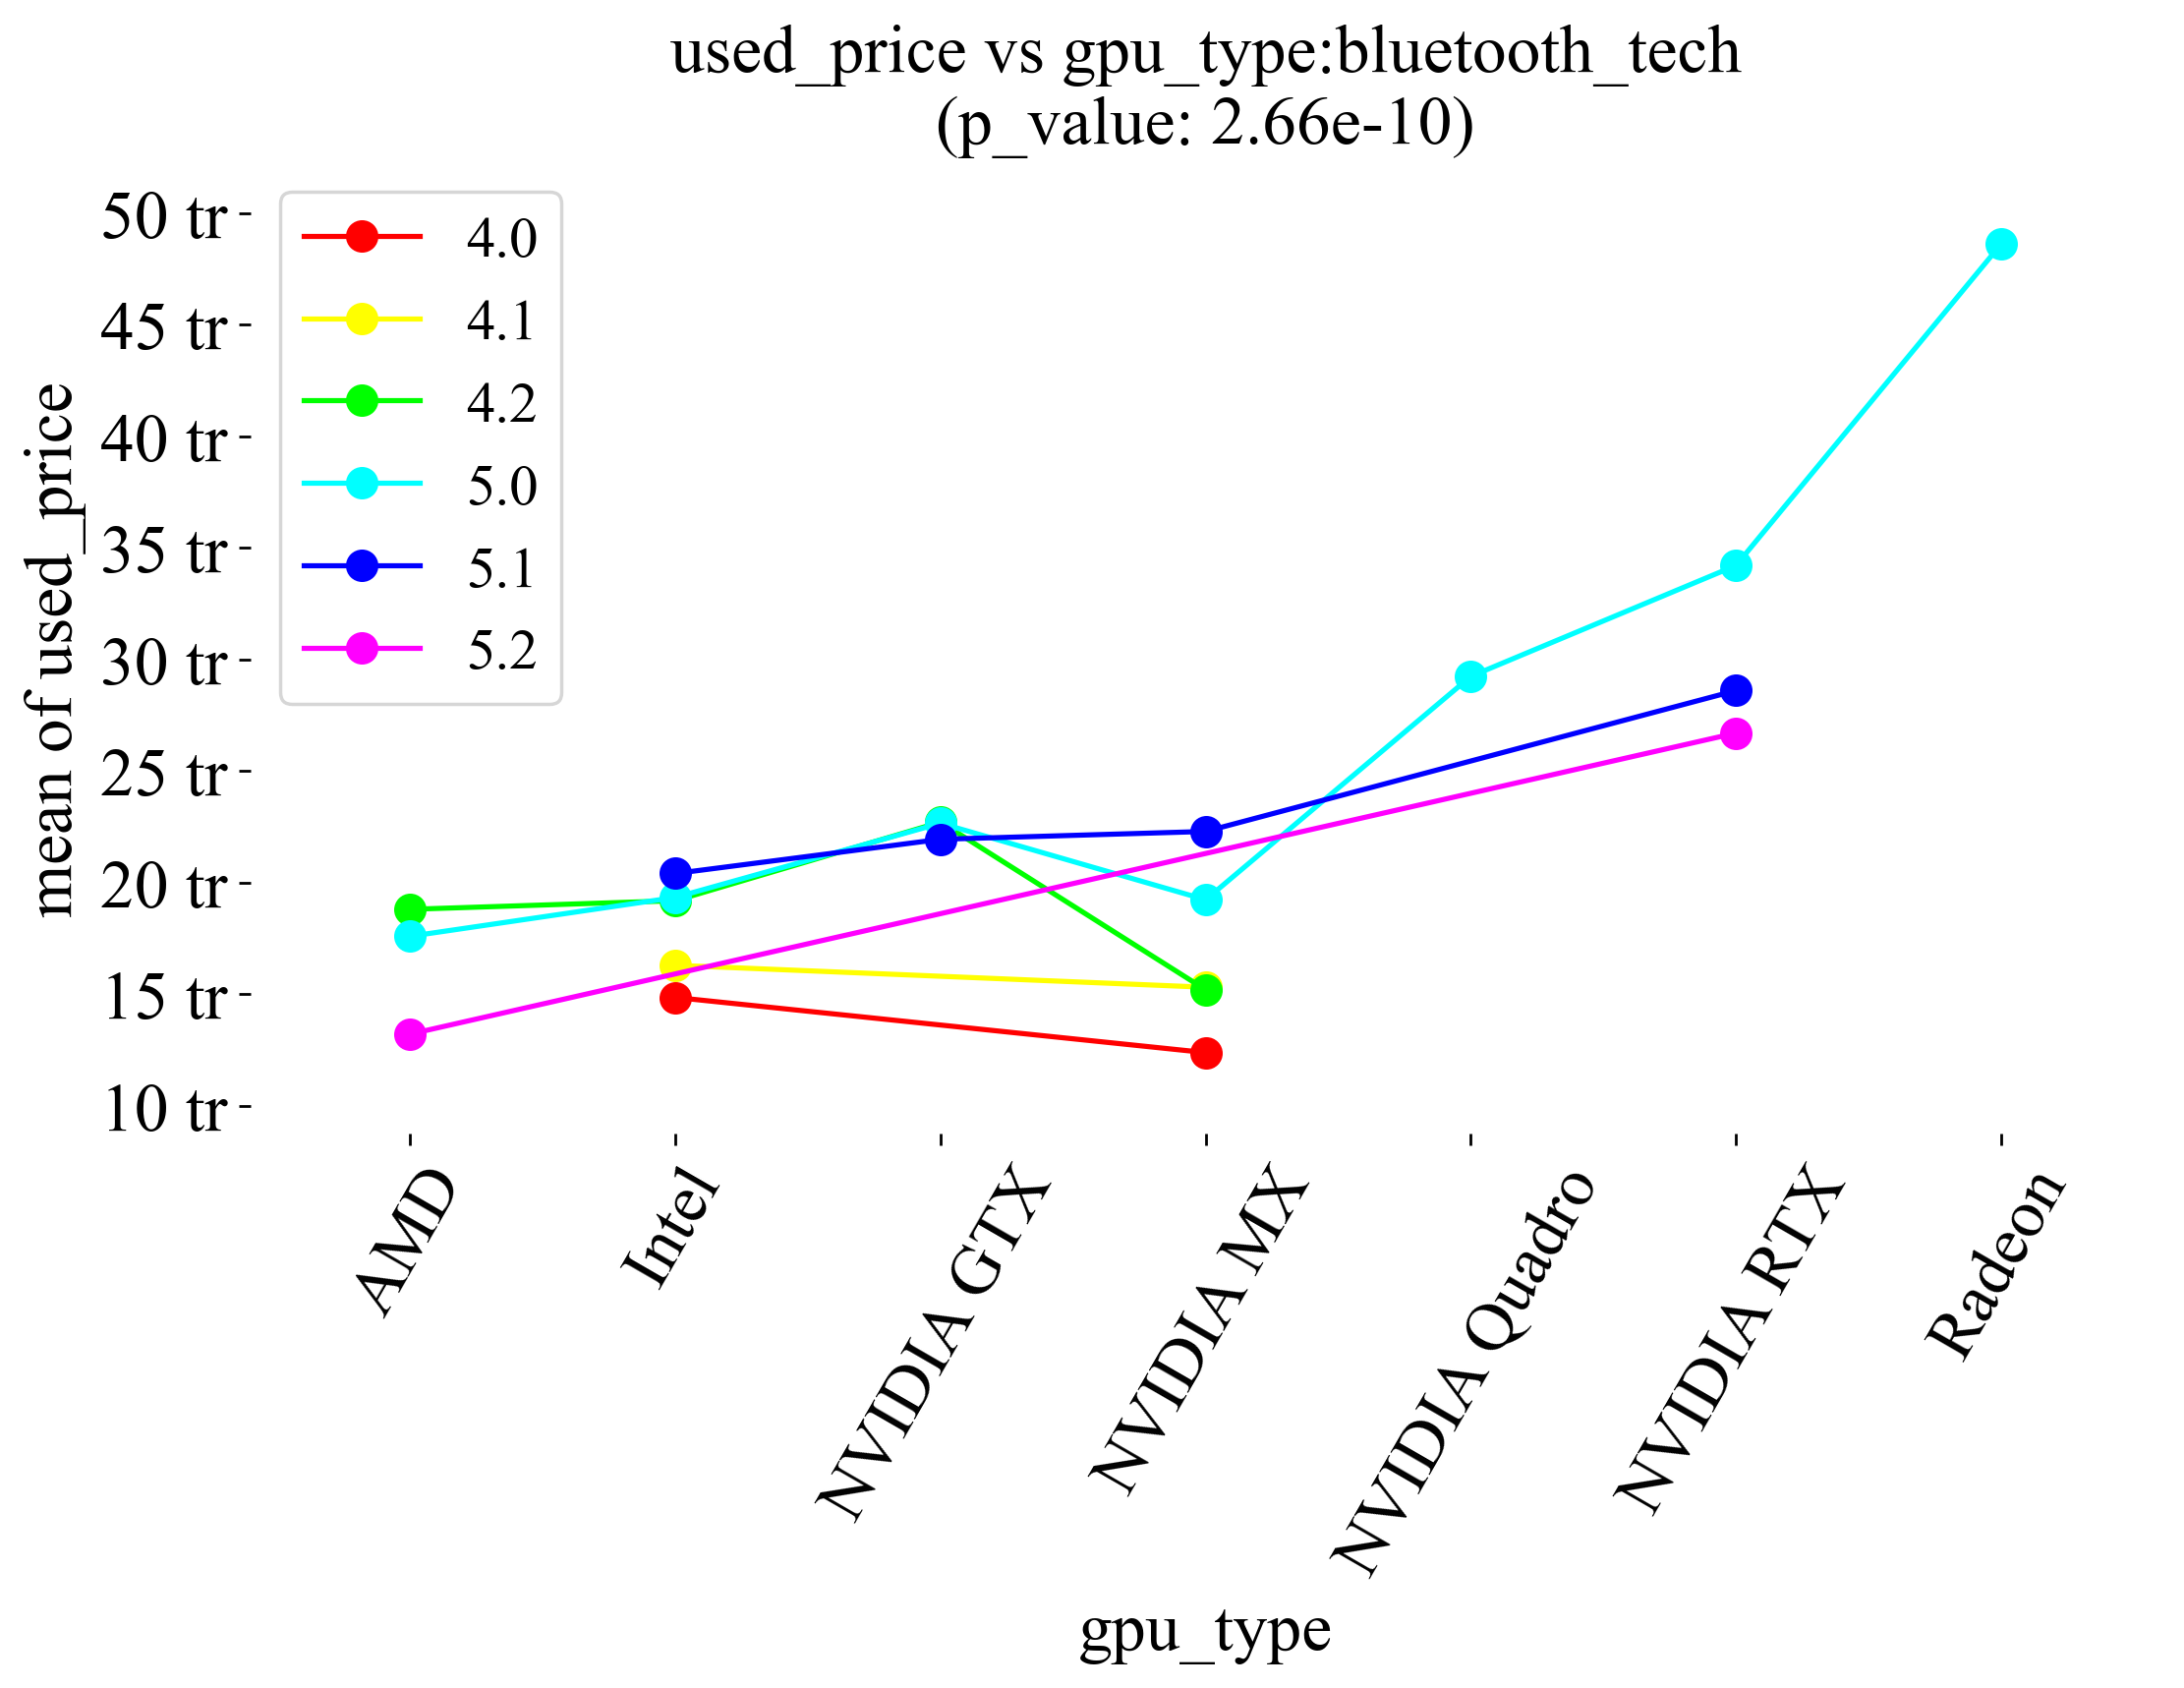 used_price vs gpu_type:bluetooth_tech
(p_value: 2.66e-10)
mean of used_price
50 tr
45 tr
40 tr
35 tr
30 tr
25 tr
20 tr
15 tr
10 tr
4.0
4.1
4.2
5.0
5.1
5.2
AMD
Intel
NVIDIA GTX
NVIDIA MX
NVIDIA Quadro
NVIDIA RTX
Radeon
gpu_type